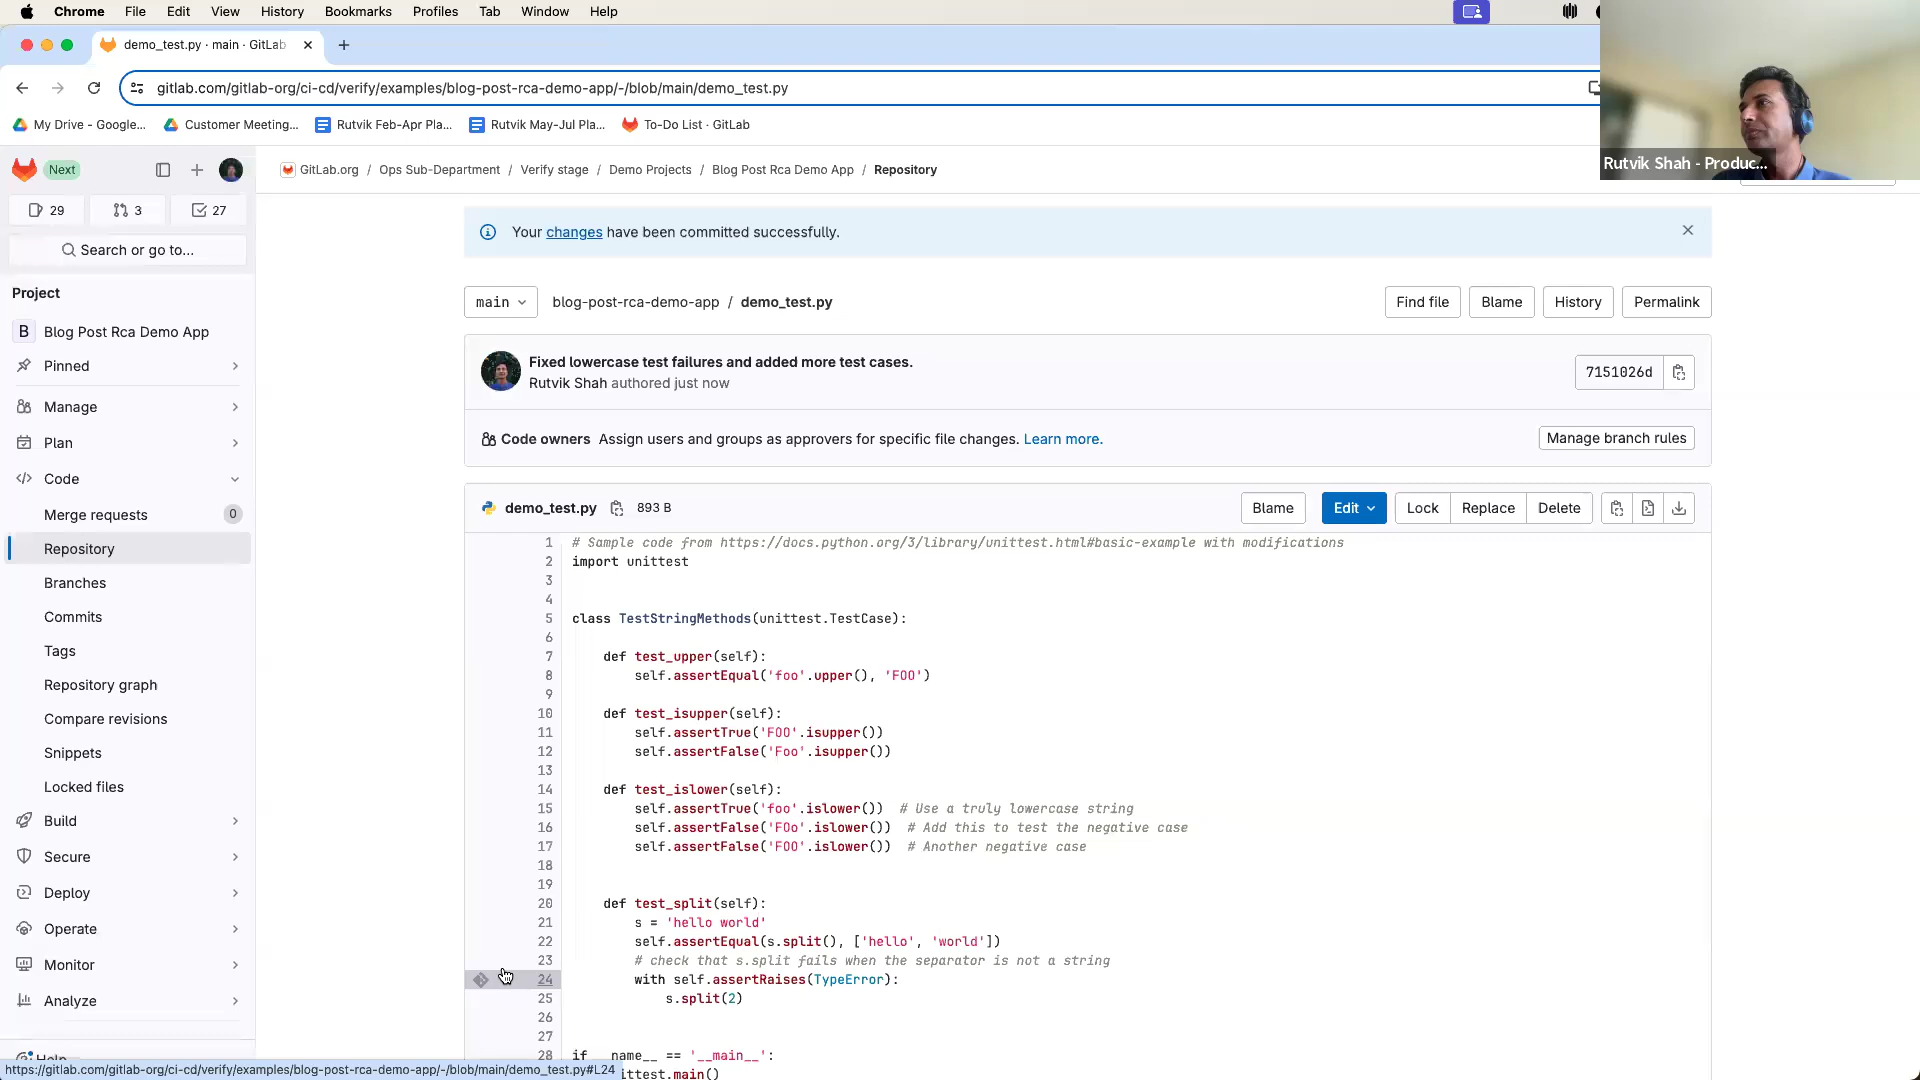 Chrome File Edit View History Bookmarks Profiles Tab Window Help
demo_test.py · main · GitLab
gitlab.com/gitlab-org/ci-cd/verify/examples/blog-post-rca-demo-app/-/blob/main/demo_test.py
My Drive - Google... Customer Meeting... Rutvik Feb-Apr Pla... Rutvik May-Jul Pla... To-Do List · GitLab
Rutvik Shah - Produc...
Next
29 3 27
Search or go to...
Project
B Blog Post Rca Demo App
Pinned
Manage
Plan
Code
Merge requests 0
Repository
Branches
Commits
Tags
Repository graph
Compare revisions
Snippets
Locked files
Build
Secure
Deploy
Operate
Monitor
Analyze
Help
GitLab.org / Ops Sub-Department / Verify stage / Demo Projects / Blog Post Rca Demo App / Repository
Your changes have been committed successfully.
main blog-post-rca-demo-app / demo_test.py Find file Blame History Permalink
Fixed lowercase test failures and added more test cases.
Rutvik Shah authored just now
7151026d
Code owners Assign users and groups as approvers for specific file changes. Learn more. Manage branch rules
demo_test.py 893 B Blame Edit Lock Replace Delete
1 # Sample code from https://docs.python.org/3/library/unittest.html#basic-example with modifications
2 import unittest
3
4
5 class TestStringMethods(unittest.TestCase):
6
7 def test_upper(self):
8 self.assertEqual('foo'.upper(), 'FOO')
9
10 def test_isupper(self):
11 self.assertTrue('FOO'.isupper())
12 self.assertFalse('Foo'.isupper())
13
14 def test_islower(self):
15 self.assertTrue('foo'.islower()) # Use a truly lowercase string
16 self.assertFalse('FOo'.islower()) # Add this to test the negative case
17 self.assertFalse('FOO'.islower()) # Another negative case
18
19
20 def test_split(self):
21 s = 'hello world'
22 self.assertEqual(s.split(), ['hello', 'world'])
23 # check that s.split fails when the separator is not a string
24 with self.assertRaises(TypeError):
25 s.split(2)
26
27
28 if __name__ == '__main__':
ittest.main()
https://gitlab.com/gitlab-org/ci-cd/verify/examples/blog-post-rca-demo-app/-/blob/main/demo_test.py#L24